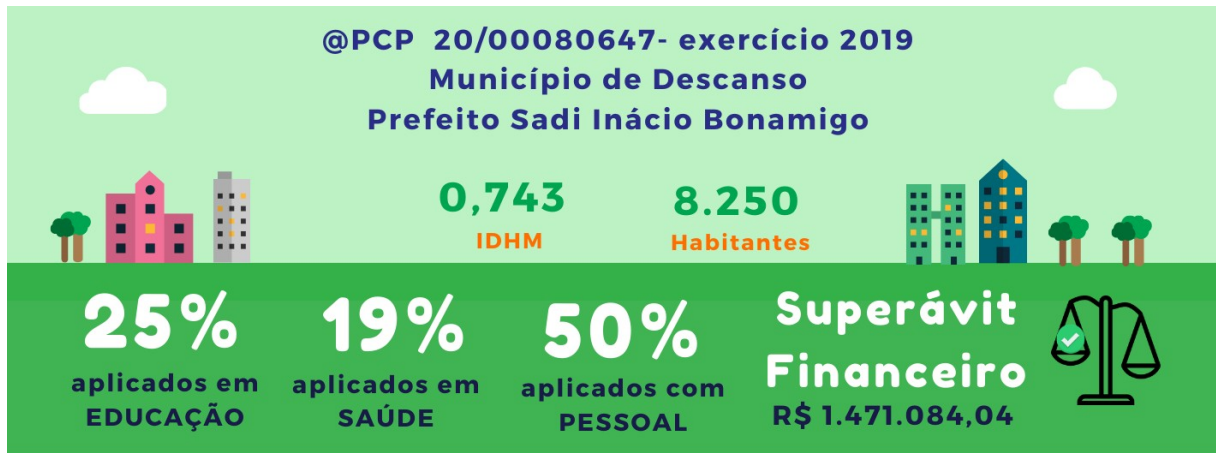 @PCP 20/00080647- exercício 2019
Município de Descanso
Prefeito Sadi Inácio Bonamigo
0,743
IDHM
8.250
Habitantes
25%
aplicados em
EDUCAÇÃO
19%
aplicados em
SAÚDE
50%
aplicados com
PESSOAL
Superávit
Financeiro
R$ 1.471.084,04